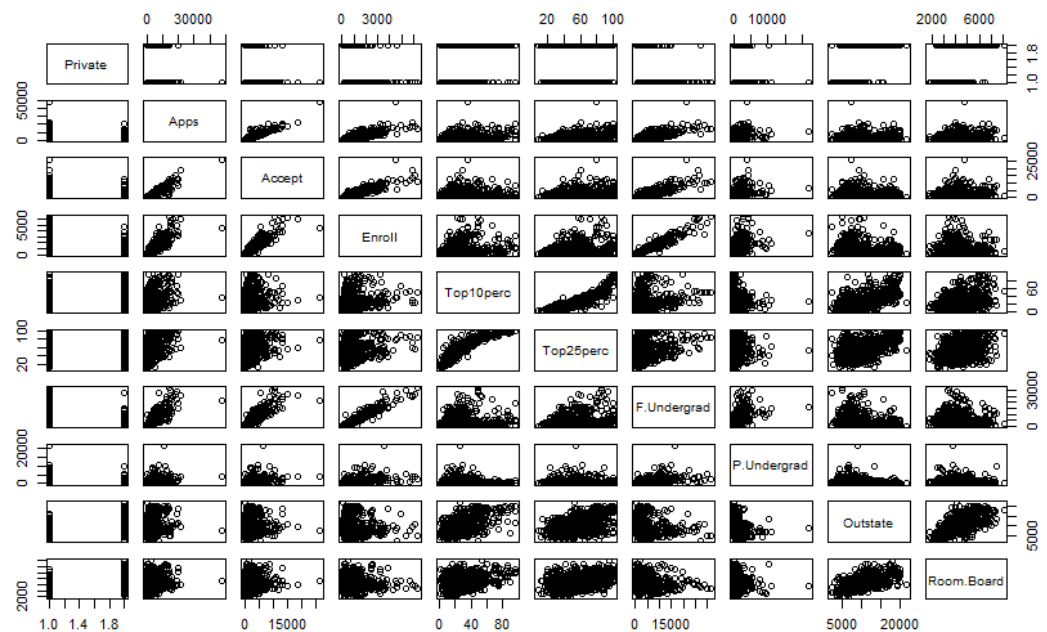 0 30000 0 3000 20 60 100 0 10000 2000 6000
Private 1.0 1.8
0 50000 Apps
Accept 0 25000
0 5000 Enroll
Top10perc 0 60
20 100 Top25perc
F.Undergrad 0 30000
0 20000 P.Undergrad
Outstate 5000
2000 Room.Board
1.0 1.4 1.8 0 15000 0 40 80 0 15000 5000 20000